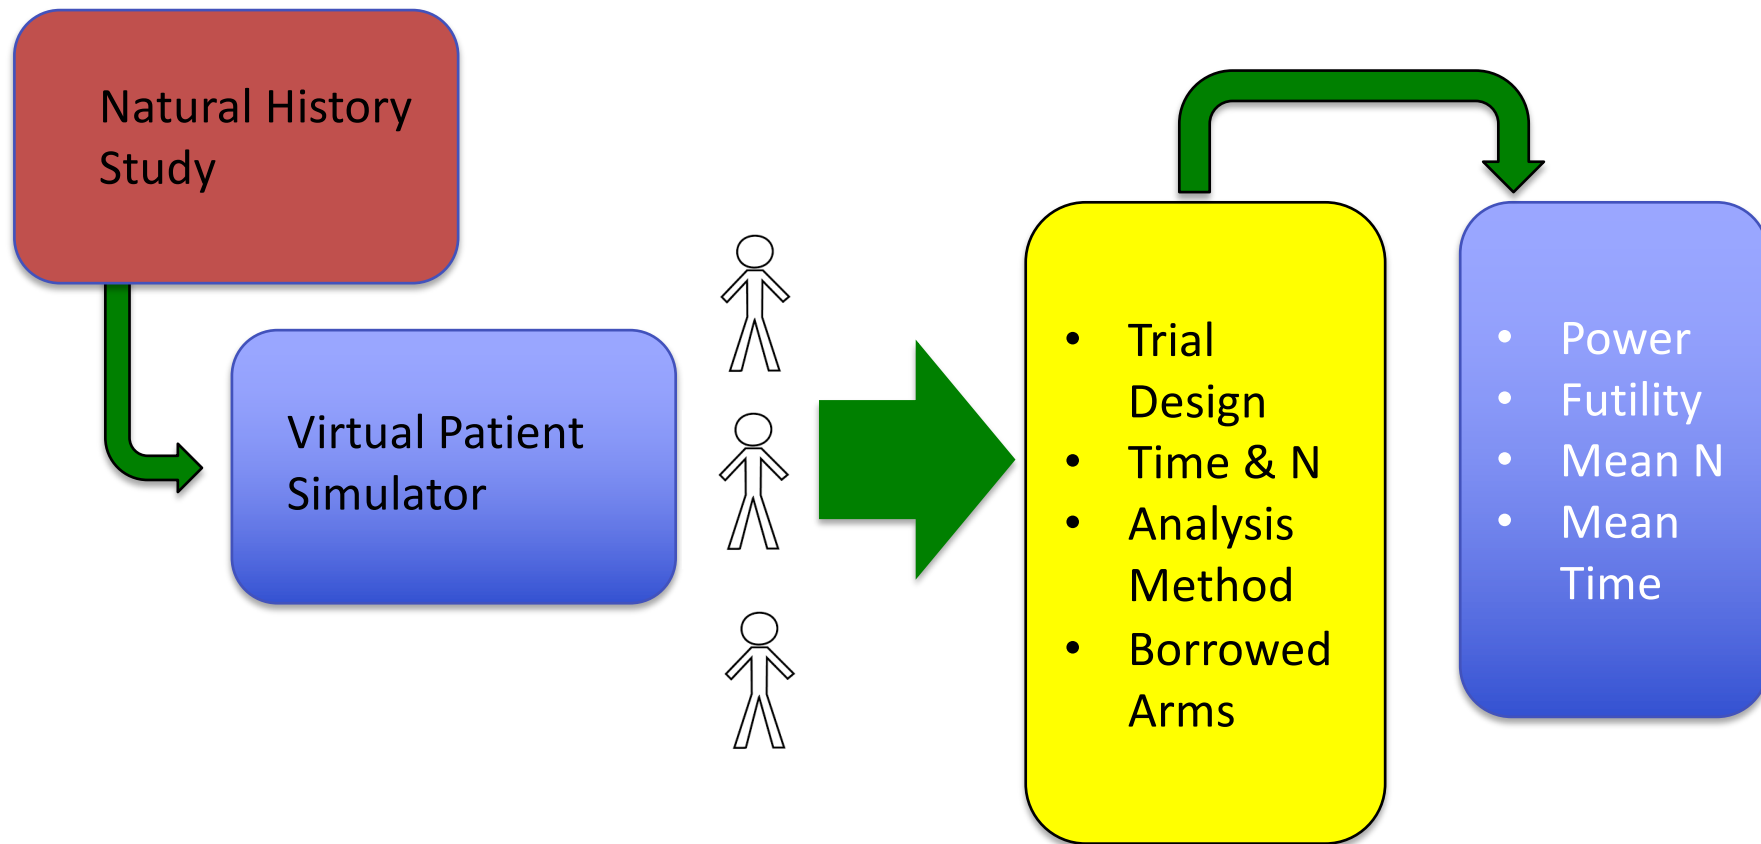 Natural History
Study
Virtual Patient
Simulator
• Trial
Design
• Time & N
• Analysis
Method
• Borrowed
Arms
• Power
• Futility
• Mean N
• Mean
Time